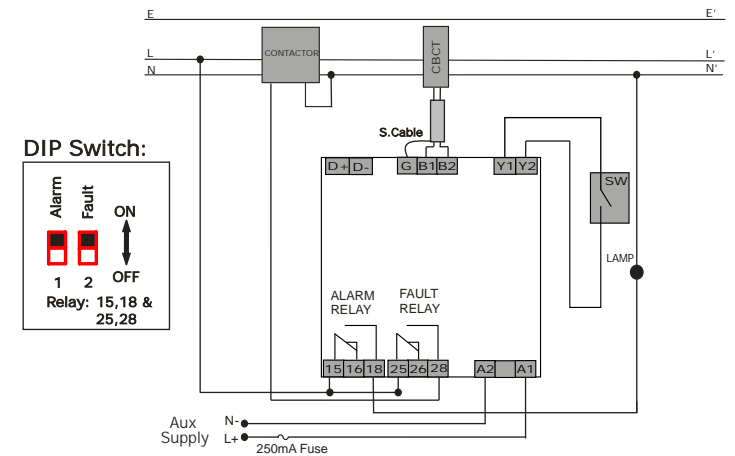 E
E'
L
L'
N
N'
CONTACTOR
CBCT
S.Cable
DIP Switch:
Alarm
Fault
ON
OFF
1 2
Relay: 15,18 &
25,28
D+ D-
G B1 B2
Y1 Y2
SW
LAMP
ALARM
RELAY
FAULT
RELAY
15 16 18
25 26 28
A2 A1
Aux
Supply
N-
L+
250mA Fuse